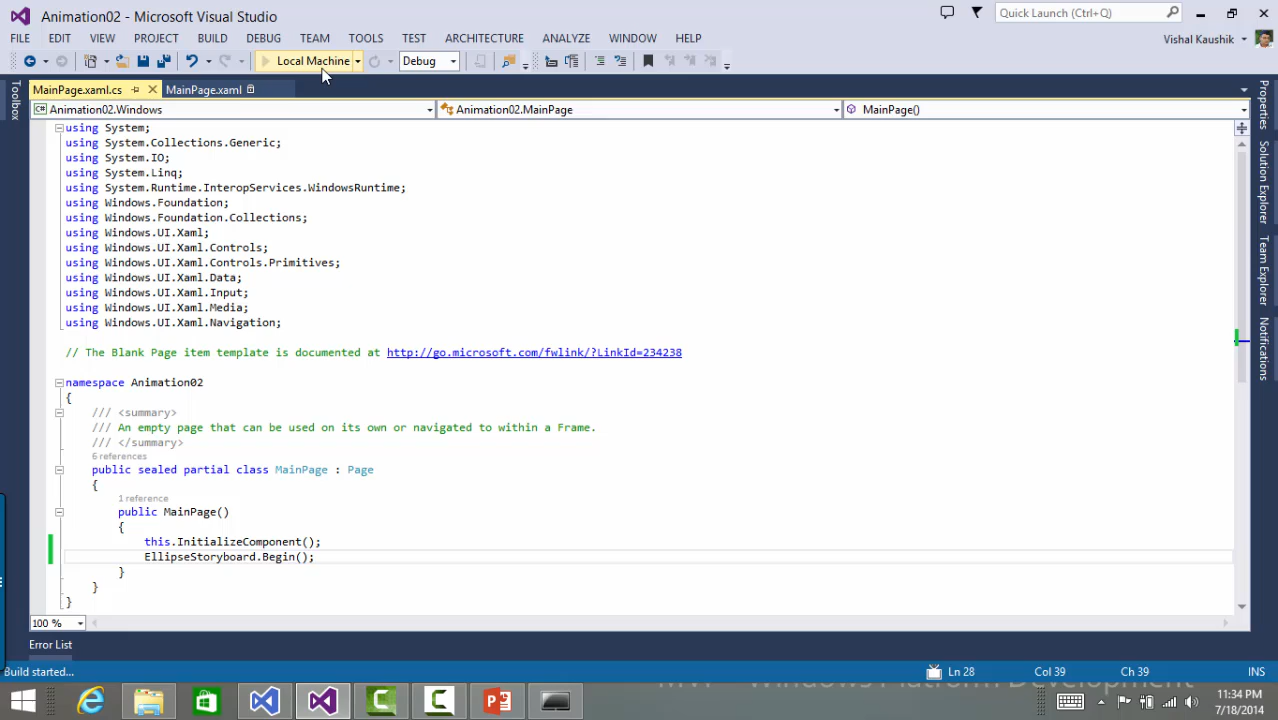 Animation02 - Microsoft Visual Studio
Quick Launch (Ctrl+Q)
FILE EDIT VIEW PROJECT BUILD DEBUG TEAM TOOLS TEST ARCHITECTURE ANALYZE WINDOW HELP
Vishal Kaushik
Local Machine Debug
MainPage.xaml.cs MainPage.xaml
Animation02.Windows Animation02.MainPage MainPage()
Toolbox
Properties
Solution Explorer
Team Explorer
Notifications
using System;
using System.Collections.Generic;
using System.IO;
using System.Linq;
using System.Runtime.InteropServices.WindowsRuntime;
using Windows.Foundation;
using Windows.Foundation.Collections;
using Windows.UI.Xaml;
using Windows.UI.Xaml.Controls;
using Windows.UI.Xaml.Controls.Primitives;
using Windows.UI.Xaml.Data;
using Windows.UI.Xaml.Input;
using Windows.UI.Xaml.Media;
using Windows.UI.Xaml.Navigation;
// The Blank Page item template is documented at http://go.microsoft.com/fwlink/?LinkId=234238
namespace Animation02
{
/// <summary>
/// An empty page that can be used on its own or navigated to within a Frame.
/// </summary>
6 references
public sealed partial class MainPage : Page
{
1 reference
public MainPage()
{
this.InitializeComponent();
EllipseStoryboard.Begin();
}
}
}
100 %
Error List
Build started... Ln 28 Col 39 Ch 39 INS
MVP - Windows Platform Development
11:34 PM
7/18/2014